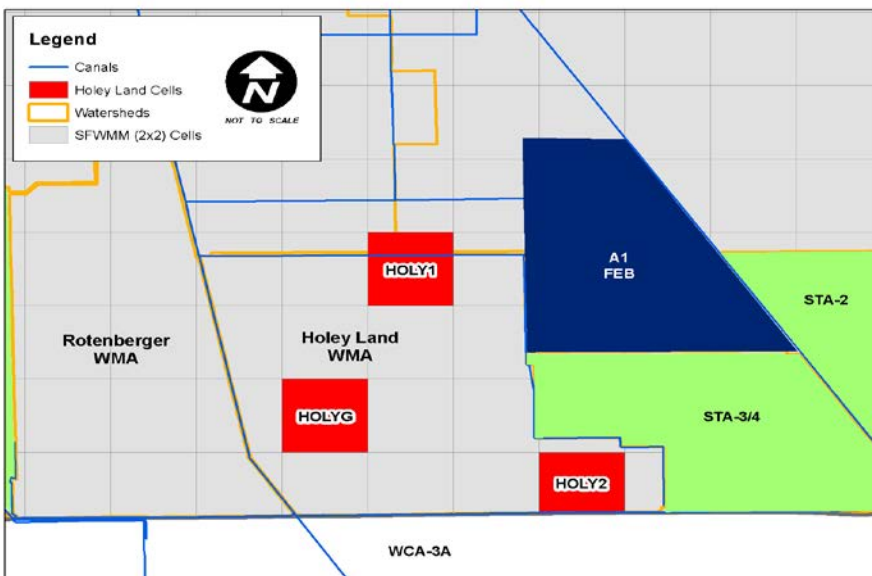 Legend
Canals
Holey Land Cells
Watersheds
SFWMM (2x2) Cells
N
NOT TO SCALE
HOLY1
A1
FEB
STA-2
Rotenberger
WMA
Holey Land
WMA
HOLYG
STA-3/4
HOLY2
WCA-3A